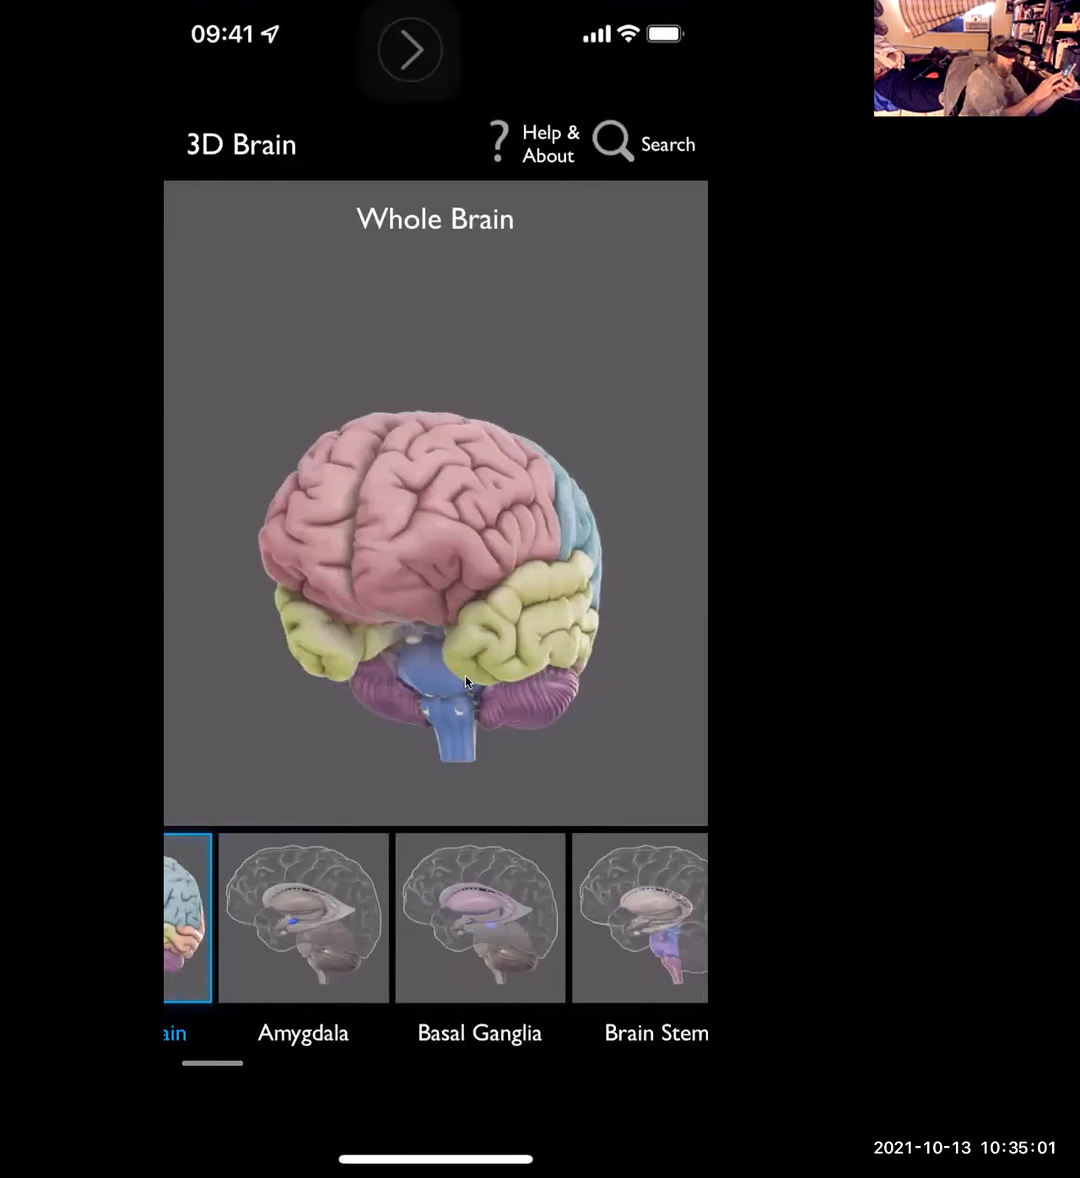 09:41
3D Brain
? Help &
About
Search
Whole Brain
ain
Amygdala
Basal Ganglia
Brain Stem
2021-10-13 10:35:01